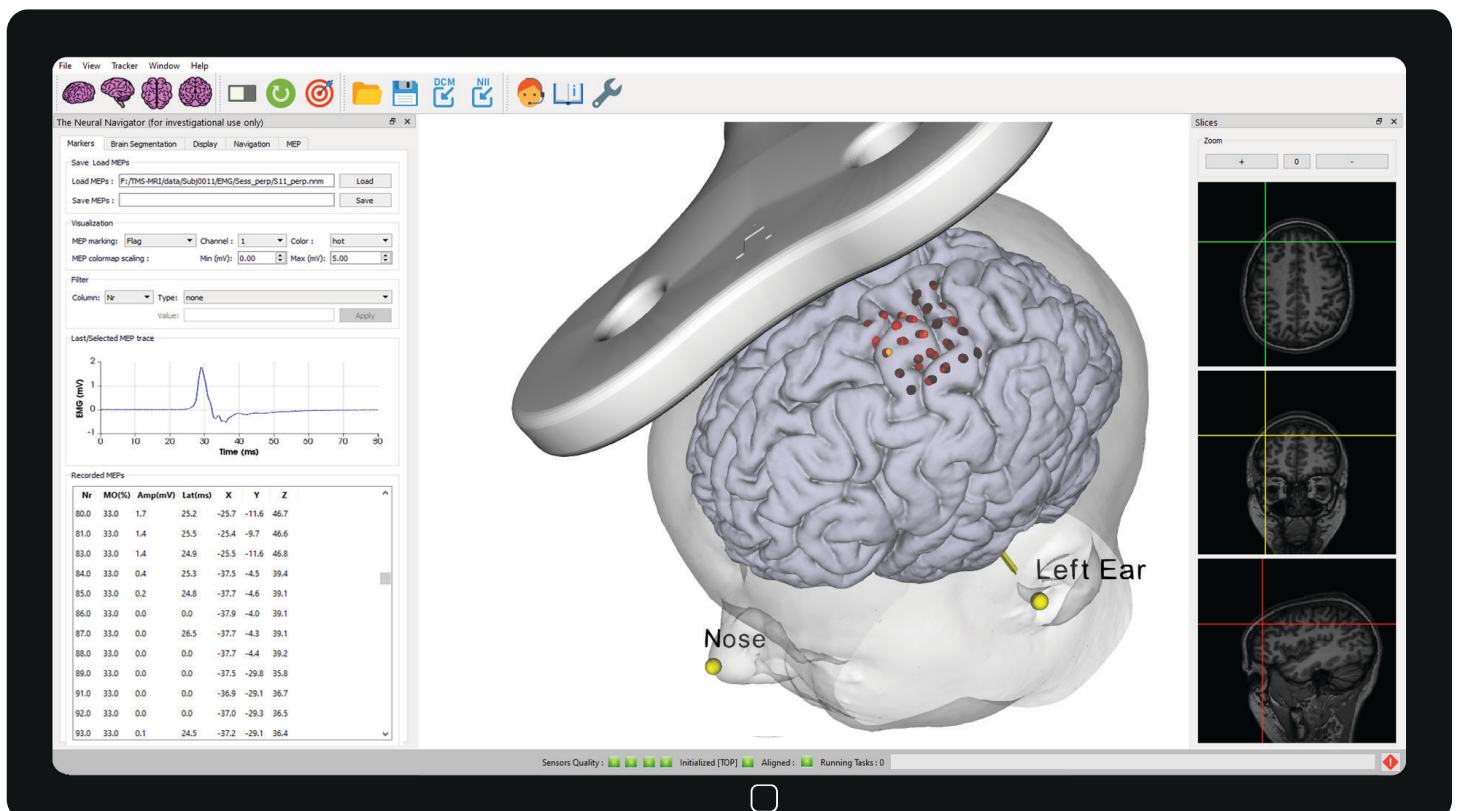 File View Tracker Window Help
DCM NII
The Neural Navigator (for investigational use only)
Markers Brain Segmentation Display Navigation MEP
Save Load MEPs
Load MEPs : F:/TMS-MRI/data/Subj0011/EMG/Sess_perp/S11_perp.nnm Load
Save MEPs : Save
Visualization
MEP marking: Flag Channel : 1 Color : hot
MEP colormap scaling : Min (mV): 0.00 Max (mV): 5.00
Filter
Column: Nr Type: none
Value: Apply
Last/Selected MEP trace
2
1
0
-1
EMG (mV)
0 10 20 30 40 50 60 70 80
Time (ms)
Recorded MEPs
Nr MO(%) Amp(mV) Lat(ms) X Y Z
80.0 33.0 1.7 25.2 -25.7 -11.6 46.7
81.0 33.0 1.4 25.5 -25.4 -9.7 46.6
83.0 33.0 1.4 24.9 -25.5 -11.6 46.8
84.0 33.0 0.4 25.3 -37.5 -4.5 39.4
85.0 33.0 0.2 24.8 -37.7 -4.6 39.1
86.0 33.0 0.0 0.0 -37.9 -4.0 39.1
87.0 33.0 0.0 26.5 -37.7 -4.3 39.1
88.0 33.0 0.0 0.0 -37.7 -4.4 39.2
89.0 33.0 0.0 0.0 -37.5 -29.8 35.8
91.0 33.0 0.0 0.0 -36.9 -29.1 36.7
92.0 33.0 0.0 0.0 -37.0 -29.3 36.5
93.0 33.0 0.1 24.5 -37.2 -29.1 36.4
Left Ear
Nose
Slices
Zoom
+ 0 -
Sensors Quality : Initialized [TOP] Aligned : Running Tasks : 0